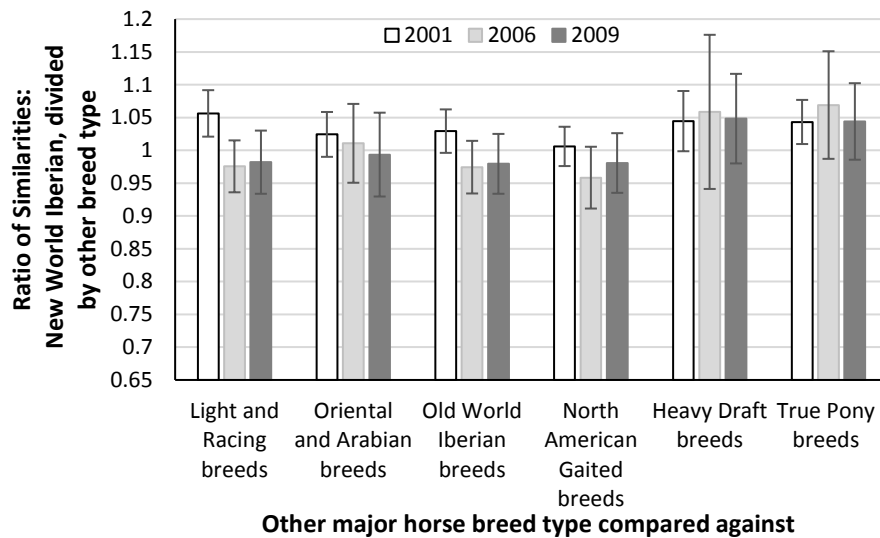 Ratio of Similarities:
New World Iberian, divided
by other breed type
1.2
1.15
1.1
1.05
1
0.95
0.9
0.85
0.8
0.75
0.7
0.65
2001 2006 2009
Light and
Racing
breeds
Oriental
and Arabian
breeds
Old World
Iberian
breeds
North
American
Gaited
breeds
Heavy Draft
breeds
True Pony
breeds
Other major horse breed type compared against